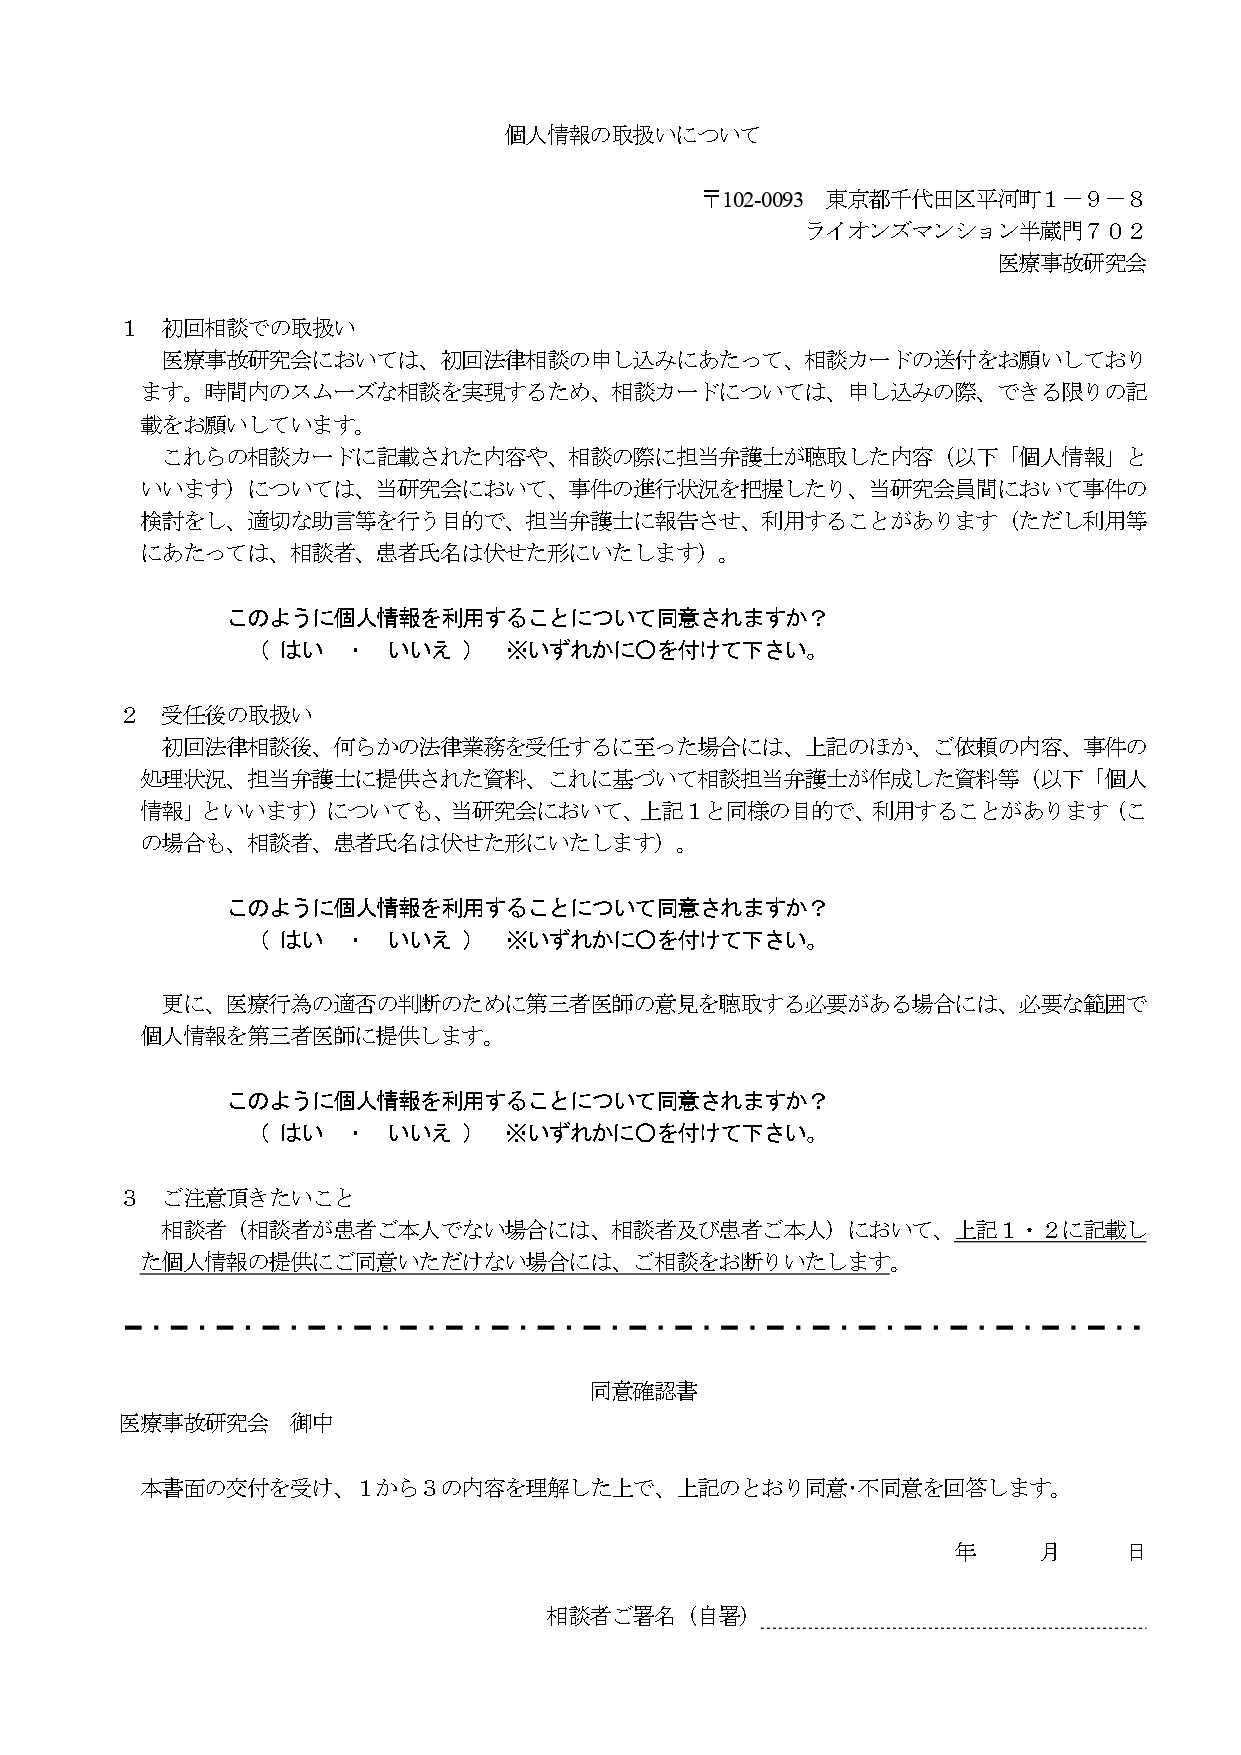 個人情報の取扱いについて
〒102-0093　東京都千代田区平河町１－９－８
ライオンズマンション半蔵門７０２
医療事故研究会
１　初回相談での取扱い
医療事故研究会においては、初回法律相談の申し込みにあたって、相談カードの送付をお願いしており
ます。時間内のスムーズな相談を実現するため、相談カードについては、申し込みの際、できる限りの記
載をお願いしています。
これらの相談カードに記載された内容や、相談の際に担当弁護士が聴取した内容（以下「個人情報」と
いいます）については、当研究会において、事件の進行状況を把握したり、当研究会員間において事件の
検討をし、適切な助言等を行う目的で、担当弁護士に報告させ、利用することがあります（ただし利用等
にあたっては、相談者、患者氏名は伏せた形にいたします）。
このように個人情報を利用することについて同意されますか？
（ はい　・　いいえ ）　※いずれかに〇を付けて下さい。
２　受任後の取扱い
初回法律相談後、何らかの法律業務を受任するに至った場合には、上記のほか、ご依頼の内容、事件の
処理状況、担当弁護士に提供された資料、これに基づいて相談担当弁護士が作成した資料等（以下「個人
情報」といいます）についても、当研究会において、上記１と同様の目的で、利用することがあります（こ
の場合も、相談者、患者氏名は伏せた形にいたします）。
このように個人情報を利用することについて同意されますか？
（ はい　・　いいえ ）　※いずれかに〇を付けて下さい。
更に、医療行為の適否の判断のために第三者医師の意見を聴取する必要がある場合には、必要な範囲で
個人情報を第三者医師に提供します。
このように個人情報を利用することについて同意されますか？
（ はい　・　いいえ ）　※いずれかに〇を付けて下さい。
３　ご注意頂きたいこと
相談者（相談者が患者ご本人でない場合には、相談者及び患者ご本人）において、上記１・２に記載し
た個人情報の提供にご同意いただけない場合には、ご相談をお断りいたします。
同意確認書
医療事故研究会　御中
本書面の交付を受け、１から３の内容を理解した上で、上記のとおり同意･不同意を回答します。
年　　　月　　　日
相談者ご署名（自署）